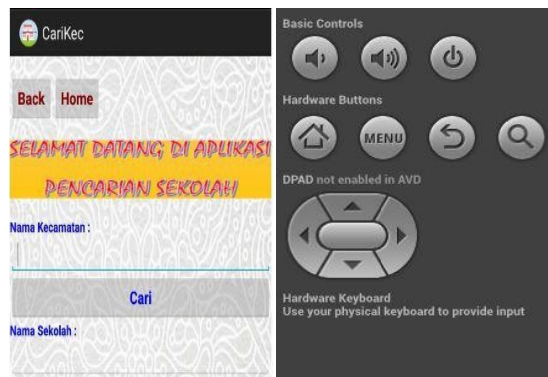 CariKec
Back Home
SELAMAT DATANG DI APLIKASI
PENCARIAN SEKOLAH
Nama Kecamatan :
Cari
Nama Sekolah :
Basic Controls
Hardware Buttons
MENU
DPAD not enabled in AVD
Hardware Keyboard
Use your physical keyboard to provide input